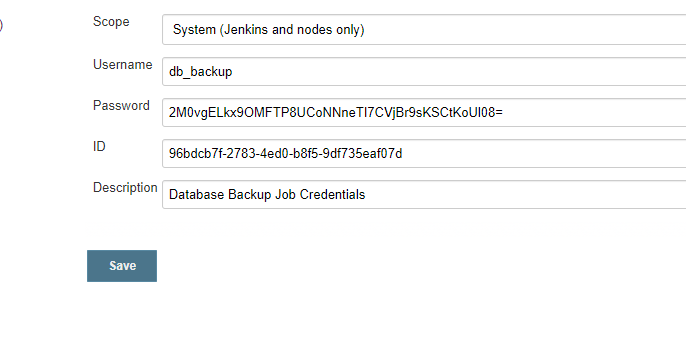 )
Scope
System (Jenkins and nodes only)
Username
db_backup
Password
2M0vgELkx9OMFTP8UCoNNneTI7CVjBr9sKSCtKoUI08=
ID
96bdcb7f-2783-4ed0-b8f5-9df735eaf07d
Description
Database Backup Job Credentials
Save